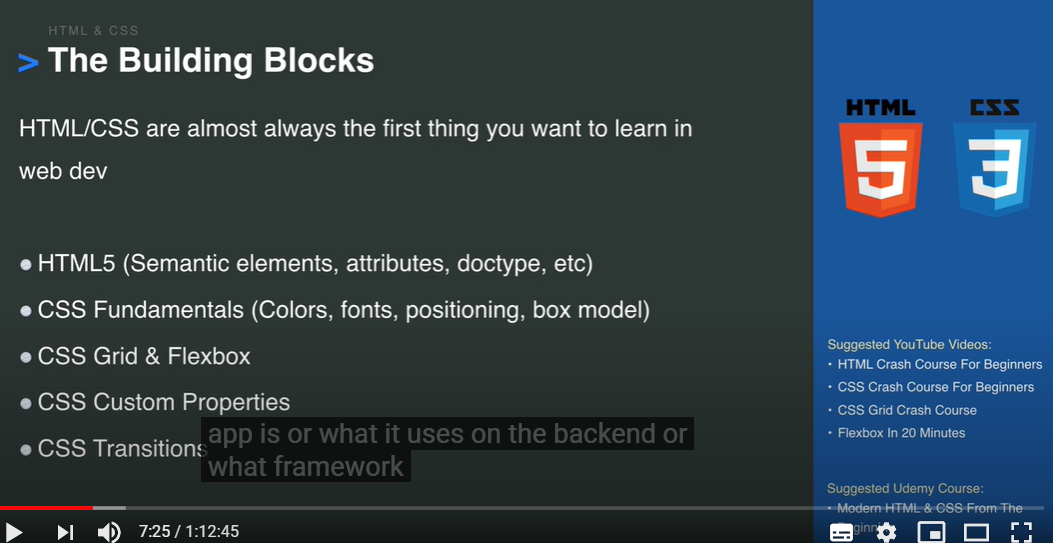 HTML & CSS
> The Building Blocks
HTML/CSS are almost always the first thing you want to learn in
web dev
• HTML5 (Semantic elements, attributes, doctype, etc)
• CSS Fundamentals (Colors, fonts, positioning, box model)
• CSS Grid & Flexbox
• CSS Custom Properties
• CSS Transitions
app is or what it uses on the backend or
what framework
HTML CSS
5 3
Suggested YouTube Videos:
• HTML Crash Course For Beginners
• CSS Crash Course For Beginners
• CSS Grid Crash Course
• Flexbox In 20 Minutes
Suggested Udemy Course:
• Modern HTML & CSS From The
7:25 / 1:12:45